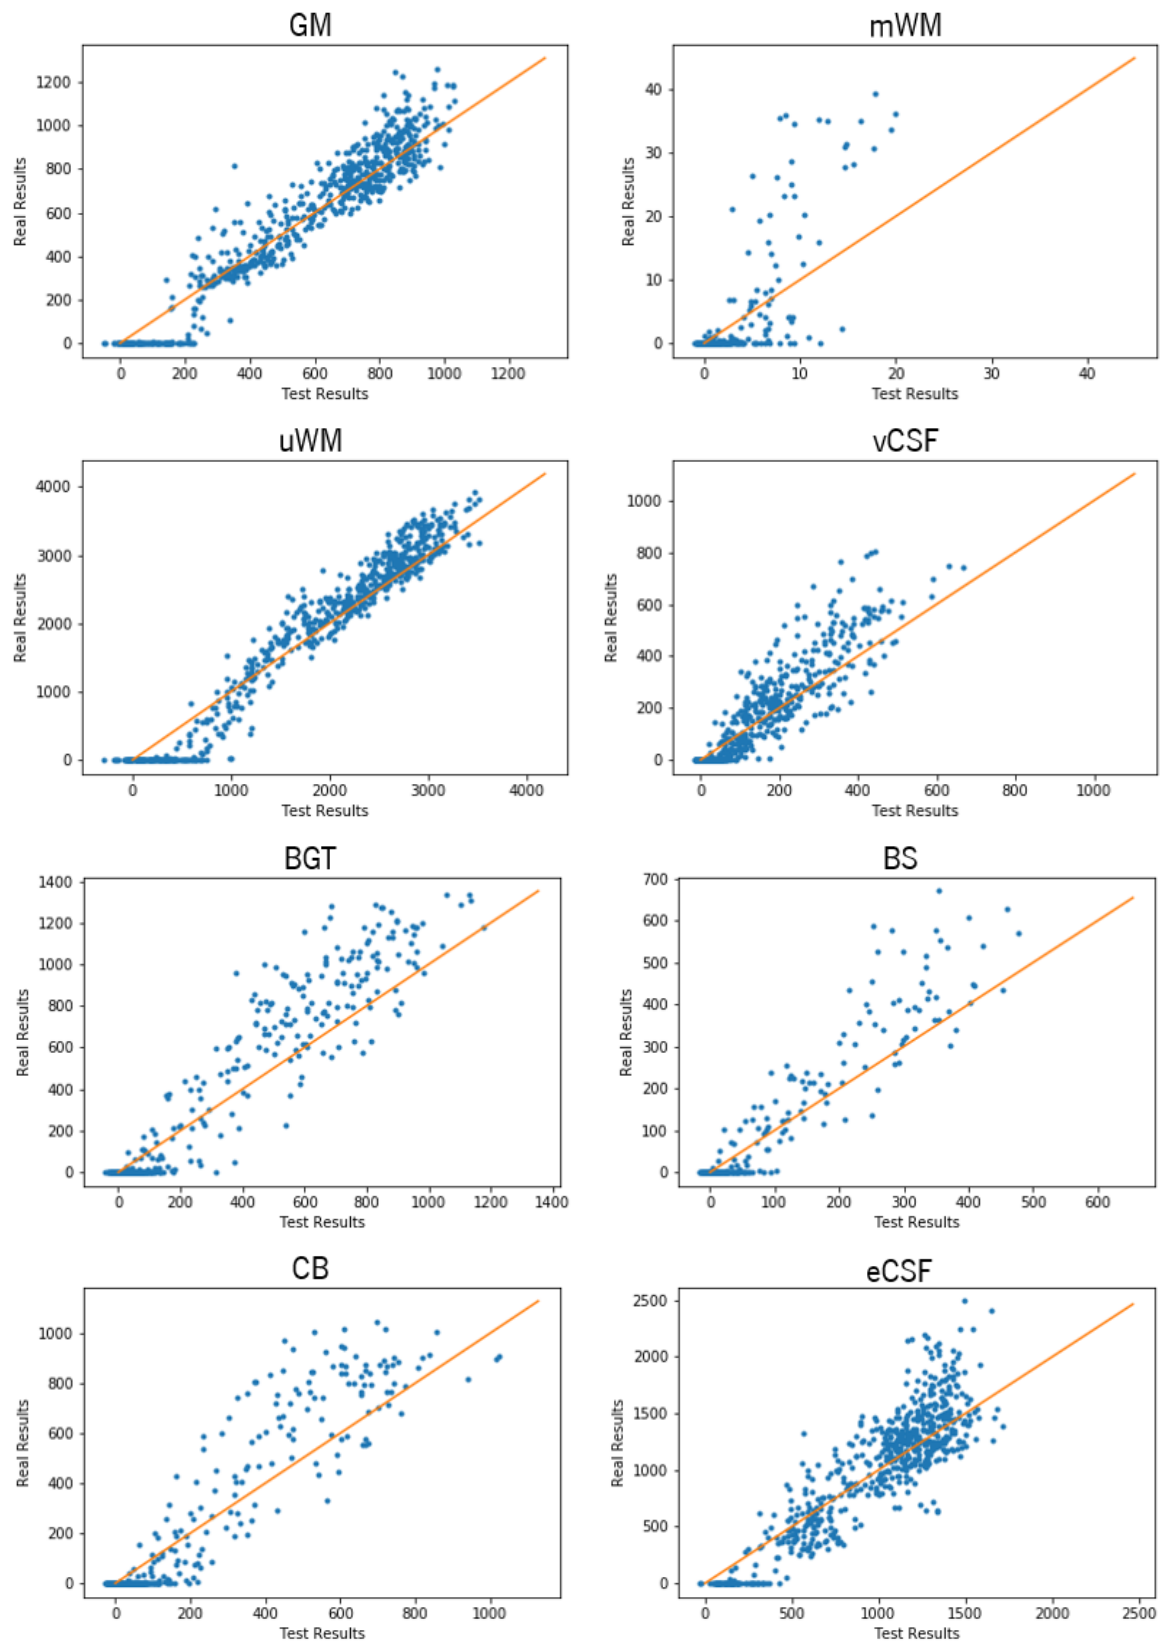 GM
1200
1000
800
600
400
200
0
Real Results
0 200 400 600 800 1000 1200
Test Results
mWM
40
30
20
10
0
Real Results
0 10 20 30 40
Test Results
uWM
4000
3000
2000
1000
0
Real Results
0 1000 2000 3000 4000
Test Results
vCSF
1000
800
600
400
200
0
Real Results
0 200 400 600 800 1000
Test Results
BGT
1400
1200
1000
800
600
400
200
0
Real Results
0 200 400 600 800 1000 1200 1400
Test Results
BS
700
600
500
400
300
200
100
0
Real Results
0 100 200 300 400 500 600
Test Results
CB
1000
800
600
400
200
0
Real Results
0 200 400 600 800 1000
Test Results
eCSF
2500
2000
1500
1000
500
0
Real Results
0 500 1000 1500 2000 2500
Test Results